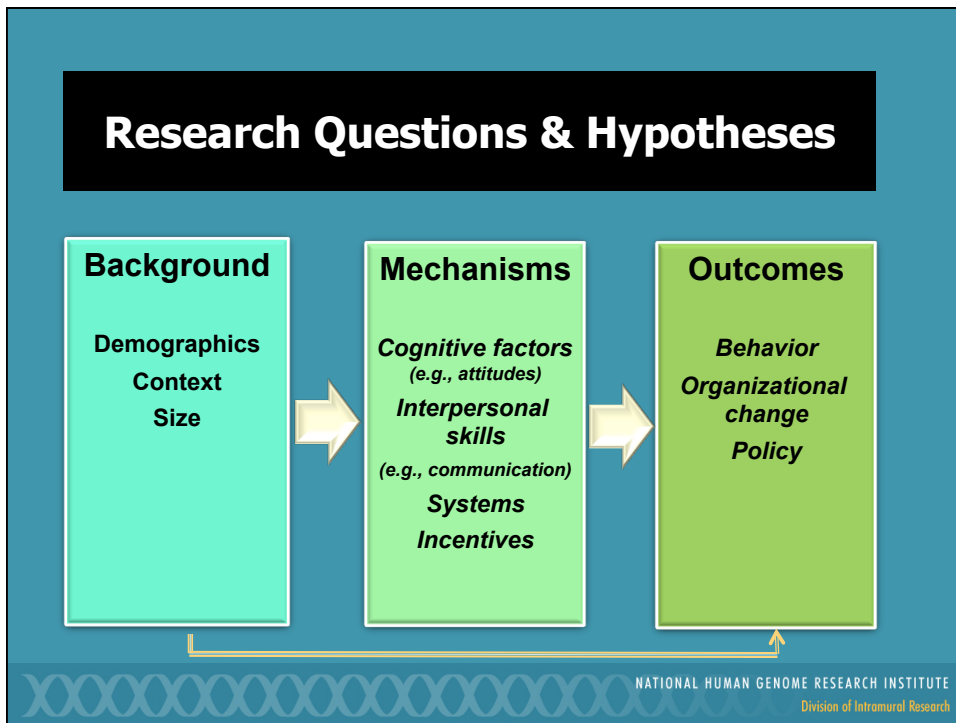 Research Questions & Hypotheses
Background
Demographics
Context
Size
Mechanisms
Cognitive factors
(e.g., attitudes)
Interpersonal
skills
(e.g., communication)
Systems
Incentives
Outcomes
Behavior
Organizational
change
Policy
NATIONAL HUMAN GENOME RESEARCH INSTITUTE
Division of Intramural Research